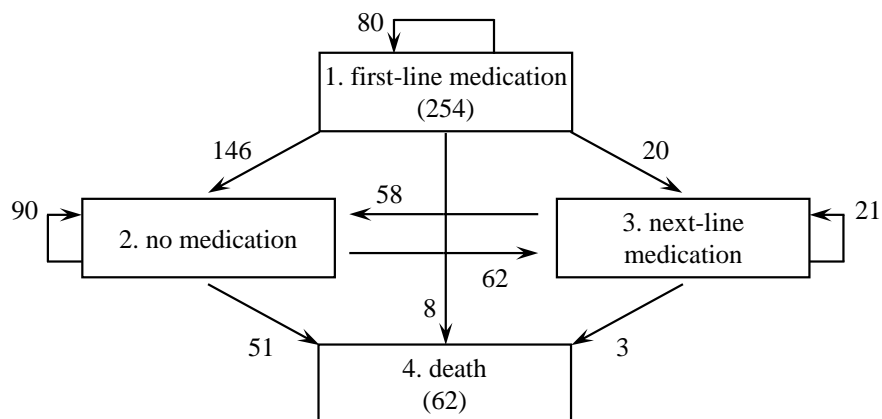 80
1. first-line medication
(254)
146
20
90
58
21
2. no medication
3. next-line
medication
62
8
51
3
4. death
(62)